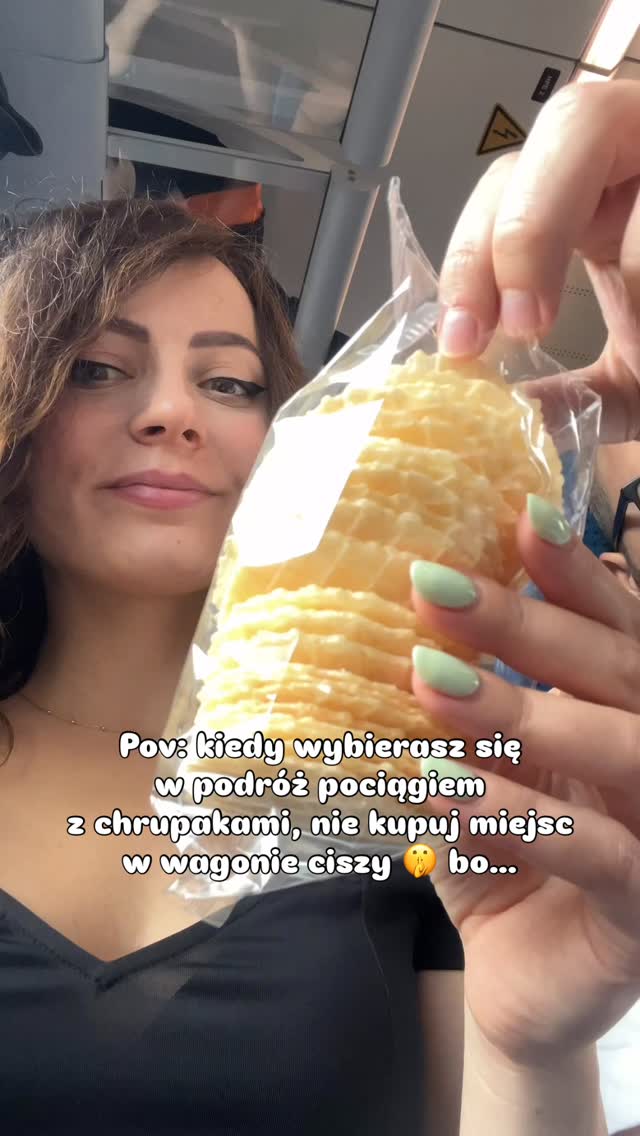 Pov: kiedy wybierasz się
w podróż pociągiem
z chrupakami, nie kupuj miejsc
w wagonie ciszy 🤫 bo...